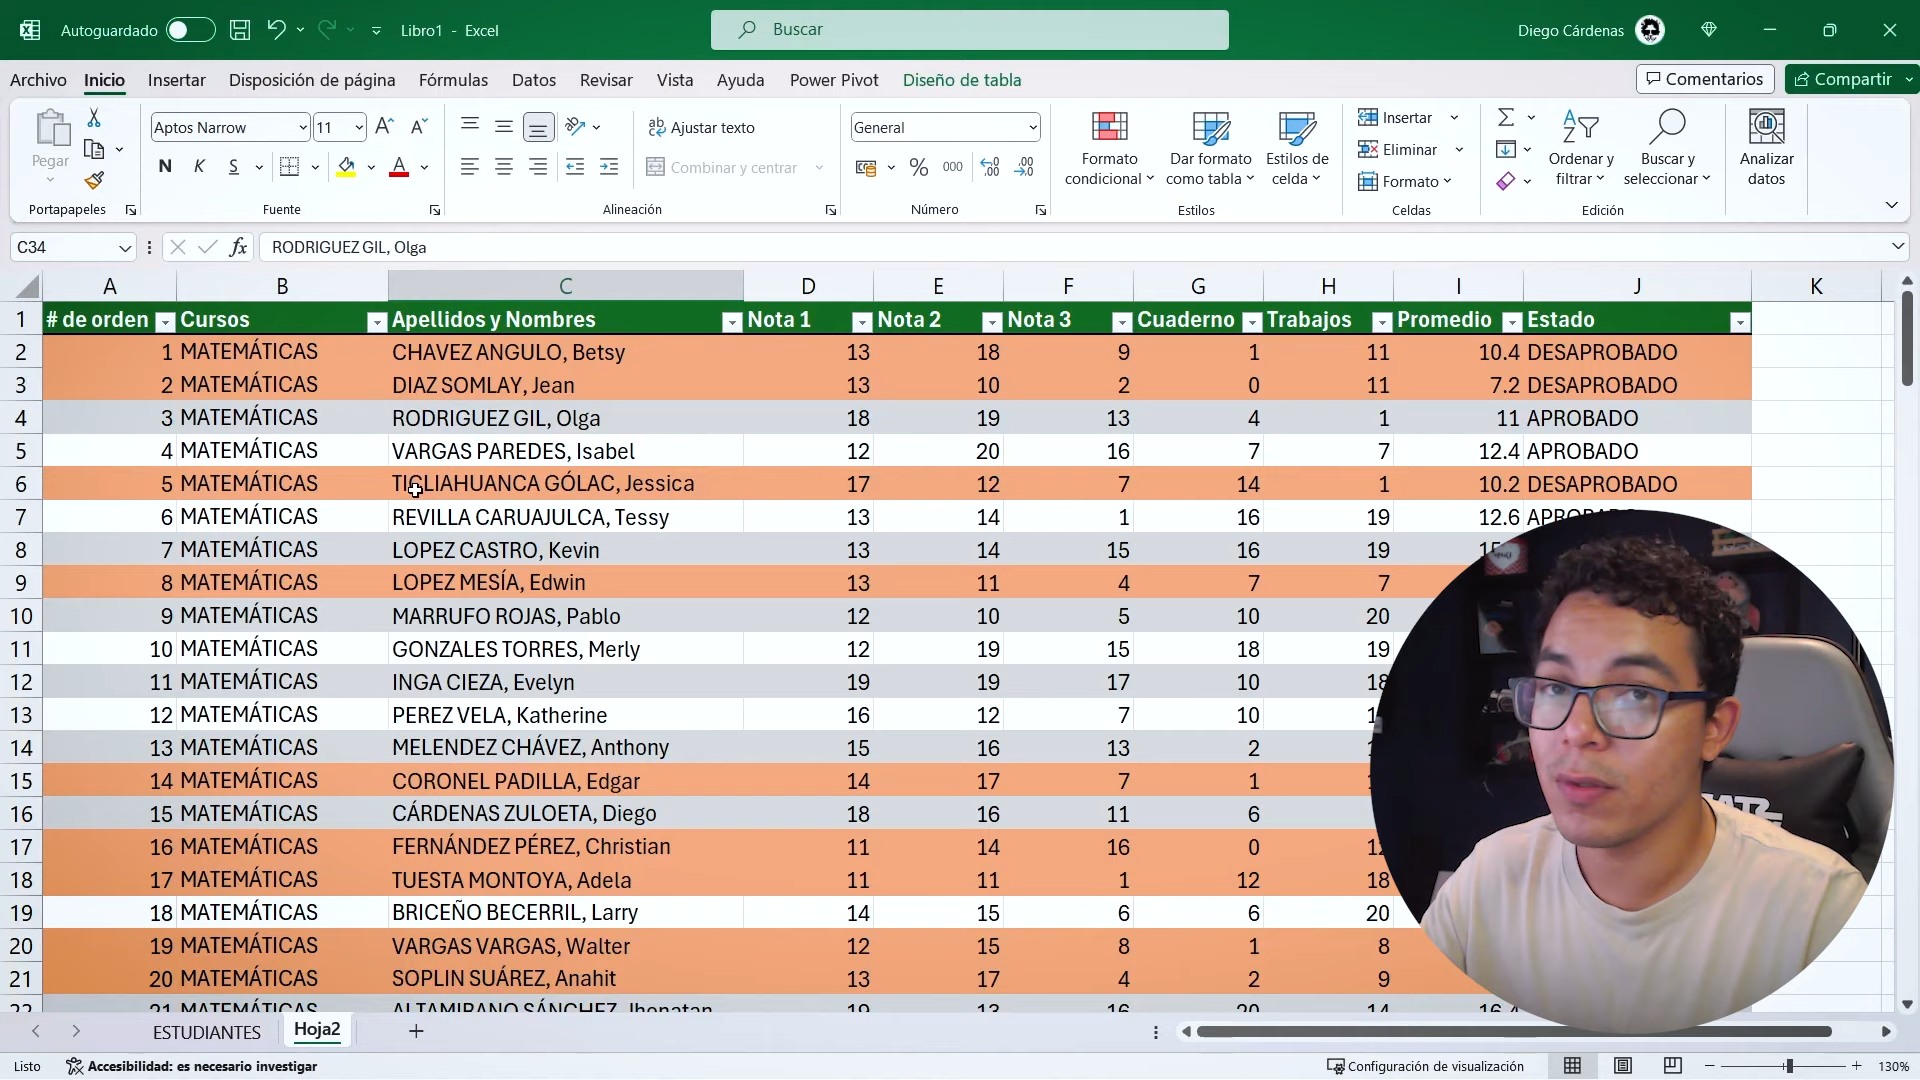 Autoguardado Libro1 - Excel Buscar Diego Cárdenas
Archivo Inicio Insertar Disposición de página Fórmulas Datos Revisar Vista Ayuda Power Pivot Diseño de tabla Comentarios Compartir
Pegar
Portapapeles
Aptos Narrow 11
N K S
Fuente
Ajustar texto
Combinar y centrar
Alineación
General
% 000
Número
Formato condicional
Dar formato como tabla
Estilos de celda
Estilos
Insertar
Eliminar
Formato
Celdas
Ordenar y filtrar
Buscar y seleccionar
Edición
Analizar datos
C34 fx RODRIGUEZ GIL, Olga
A B C D E F G H I J K
1 # de orden Cursos Apellidos y Nombres Nota 1 Nota 2 Nota 3 Cuaderno Trabajos Promedio Estado
2 1 MATEMÁTICAS CHAVEZ ANGULO, Betsy 13 18 9 1 11 10.4 DESAPROBADO
3 2 MATEMÁTICAS DIAZ SOMLAY, Jean 13 10 2 0 11 7.2 DESAPROBADO
4 3 MATEMÁTICAS RODRIGUEZ GIL, Olga 18 19 13 4 1 11 APROBADO
5 4 MATEMÁTICAS VARGAS PAREDES, Isabel 12 20 16 7 7 12.4 APROBADO
6 5 MATEMÁTICAS GÓLAC, Jessica 17 12 7 14 1 10.2 DESAPROBADO
7 6 MATEMÁTICAS REVILLA CARUAJULCA, Tessy 13 14 1 16 19 12.6 APROBADO
8 7 MATEMÁTICAS LOPEZ CASTRO, Kevin 13 14 15 16 19
9 8 MATEMÁTICAS LOPEZ MESÍA, Edwin 13 11 4 7 7
10 9 MATEMÁTICAS MARRUFO ROJAS, Pablo 12 10 5 10 20
11 10 MATEMÁTICAS GONZALES TORRES, Merly 12 19 15 18 19
12 11 MATEMÁTICAS INGA CIEZA, Evelyn 19 19 17 10 18
13 12 MATEMÁTICAS PEREZ VELA, Katherine 16 12 7 10
14 13 MATEMÁTICAS MELENDEZ CHÁVEZ, Anthony 15 16 13 2
15 14 MATEMÁTICAS CORONEL PADILLA, Edgar 14 17 7 1
16 15 MATEMÁTICAS CÁRDENAS ZULOETA, Diego 18 16 11 6
17 16 MATEMÁTICAS FERNÁNDEZ PÉREZ, Christian 11 14 16 0 12
18 17 MATEMÁTICAS TUESTA MONTOYA, Adela 11 11 1 12 18
19 18 MATEMÁTICAS BRICEÑO BECERRIL, Larry 14 15 6 6 20
20 19 MATEMÁTICAS VARGAS VARGAS, Walter 12 15 8 1 8
21 20 MATEMÁTICAS SOPLIN SUÁREZ, Anahit 13 17 4 2 9
22 21 MATEMÁTICAS ALTAMIRANO SÁNCHEZ, Jhonatan 19 13 16 20 14
ESTUDIANTES Hoja2
Listo Accesibilidad: es necesario investigar Configuración de visualización 130%